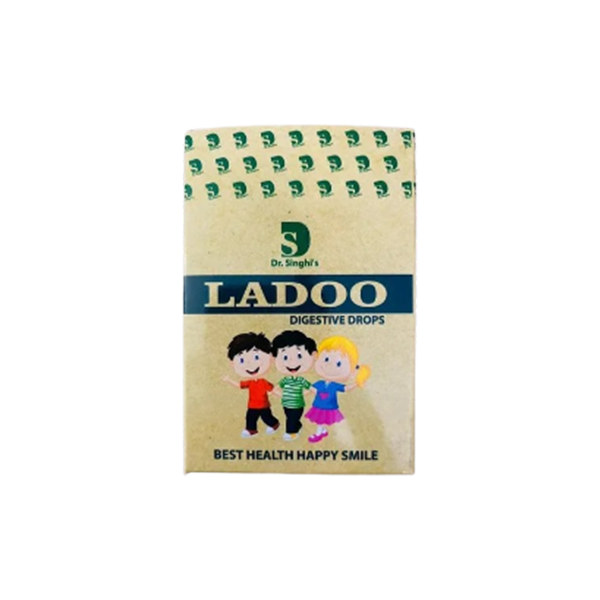 Dr. Singhi's
LADOO
DIGESTIVE DROPS
BEST HEALTH HAPPY SMILE